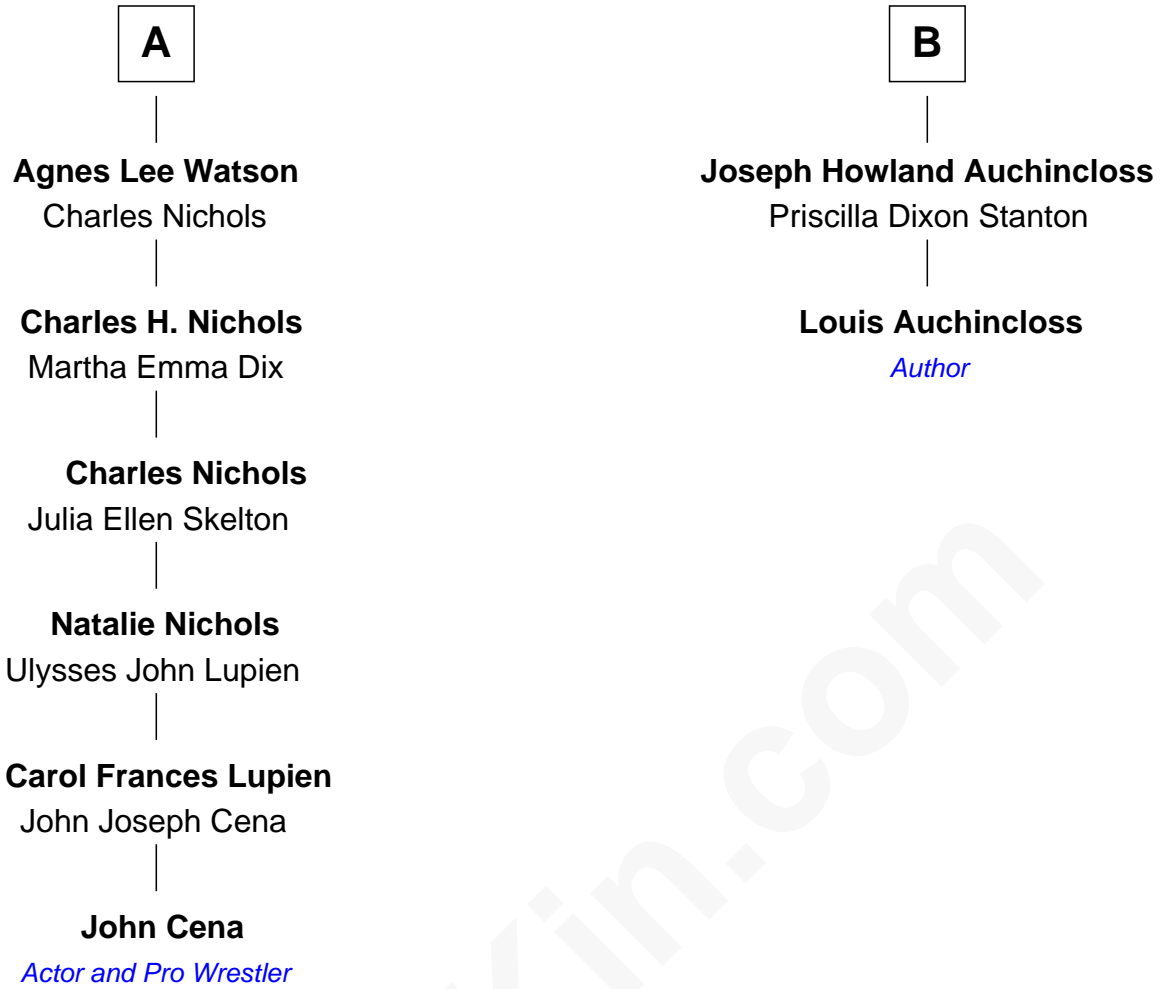 A
Agnes Lee Watson
Charles Nichols
Charles H. Nichols
Martha Emma Dix
Charles Nichols
Julia Ellen Skelton
Natalie Nichols
Ulysses John Lupien
Carol Frances Lupien
John Joseph Cena
John Cena
Actor and Pro Wrestler
B
Joseph Howland Auchincloss
Priscilla Dixon Stanton
Louis Auchincloss
Author
Kin.com